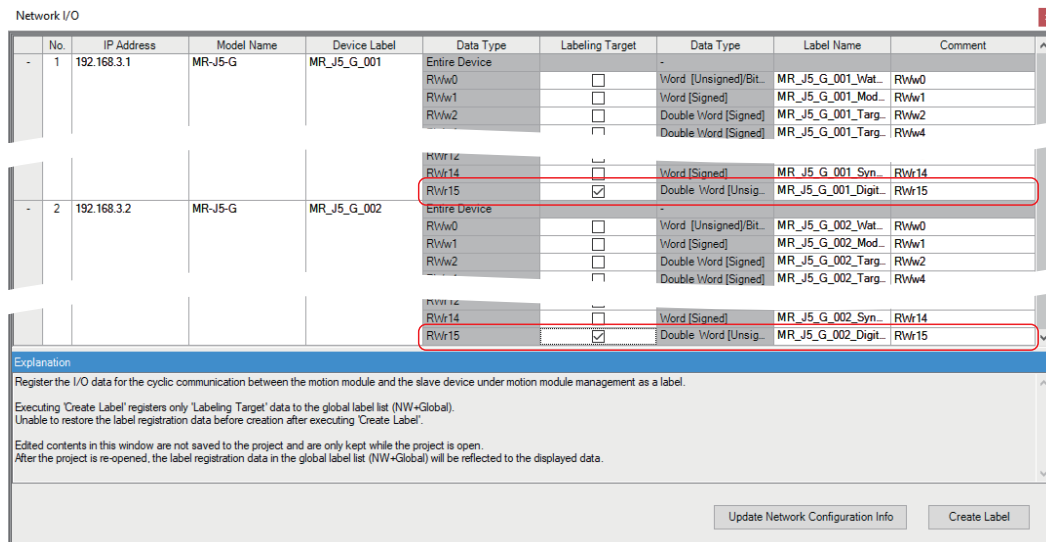 Network I/O
No. IP Address Model Name Device Label Data Type Labeling Target Data Type Label Name Comment
- 1 192.168.3.1 MR-J5-G MR_J5_G_001 Entire Device -
RWw0 Word [Unsigned]/Bit... MR_J5_G_001_Wat... RWw0
RWw1 Word [Signed] MR_J5_G_001_Mod... RWw1
RWw2 Double Word [Signed] MR_J5_G_001_Targ... RWw2
Double Word [Signed] MR_J5_G_001_Targ... RWw4
RWr12
RWr14 Word [Signed] MR_J5_G_001_Syn... RWr14
RWr15 Double Word [Unsig... MR_J5_G_001_Digit... RWr15
- 2 192.168.3.2 MR-J5-G MR_J5_G_002 Entire Device -
RWw0 Word [Unsigned]/Bit... MR_J5_G_002_Wat... RWw0
RWw1 Word [Signed] MR_J5_G_002_Mod... RWw1
RWw2 Double Word [Signed] MR_J5_G_002_Targ... RWw2
Double Word [Signed] MR_J5_G_002_Targ... RWw4
RWr12
RWr14 Word [Signed] MR_J5_G_002_Syn... RWr14
RWr15 Double Word [Unsig... MR_J5_G_002_Digit... RWr15
Explanation
Register the I/O data for the cyclic communication between the motion module and the slave device under motion module management as a label.
Executing 'Create Label' registers only 'Labeling Target' data to the global label list (NW+Global).
Unable to restore the label registration data before creation after executing 'Create Label'.
Edited contents in this window are not saved to the project and are only kept while the project is open.
After the project is re-opened, the label registration data in the global label list (NW+Global) will be reflected to the displayed data.
Update Network Configuration Info Create Label